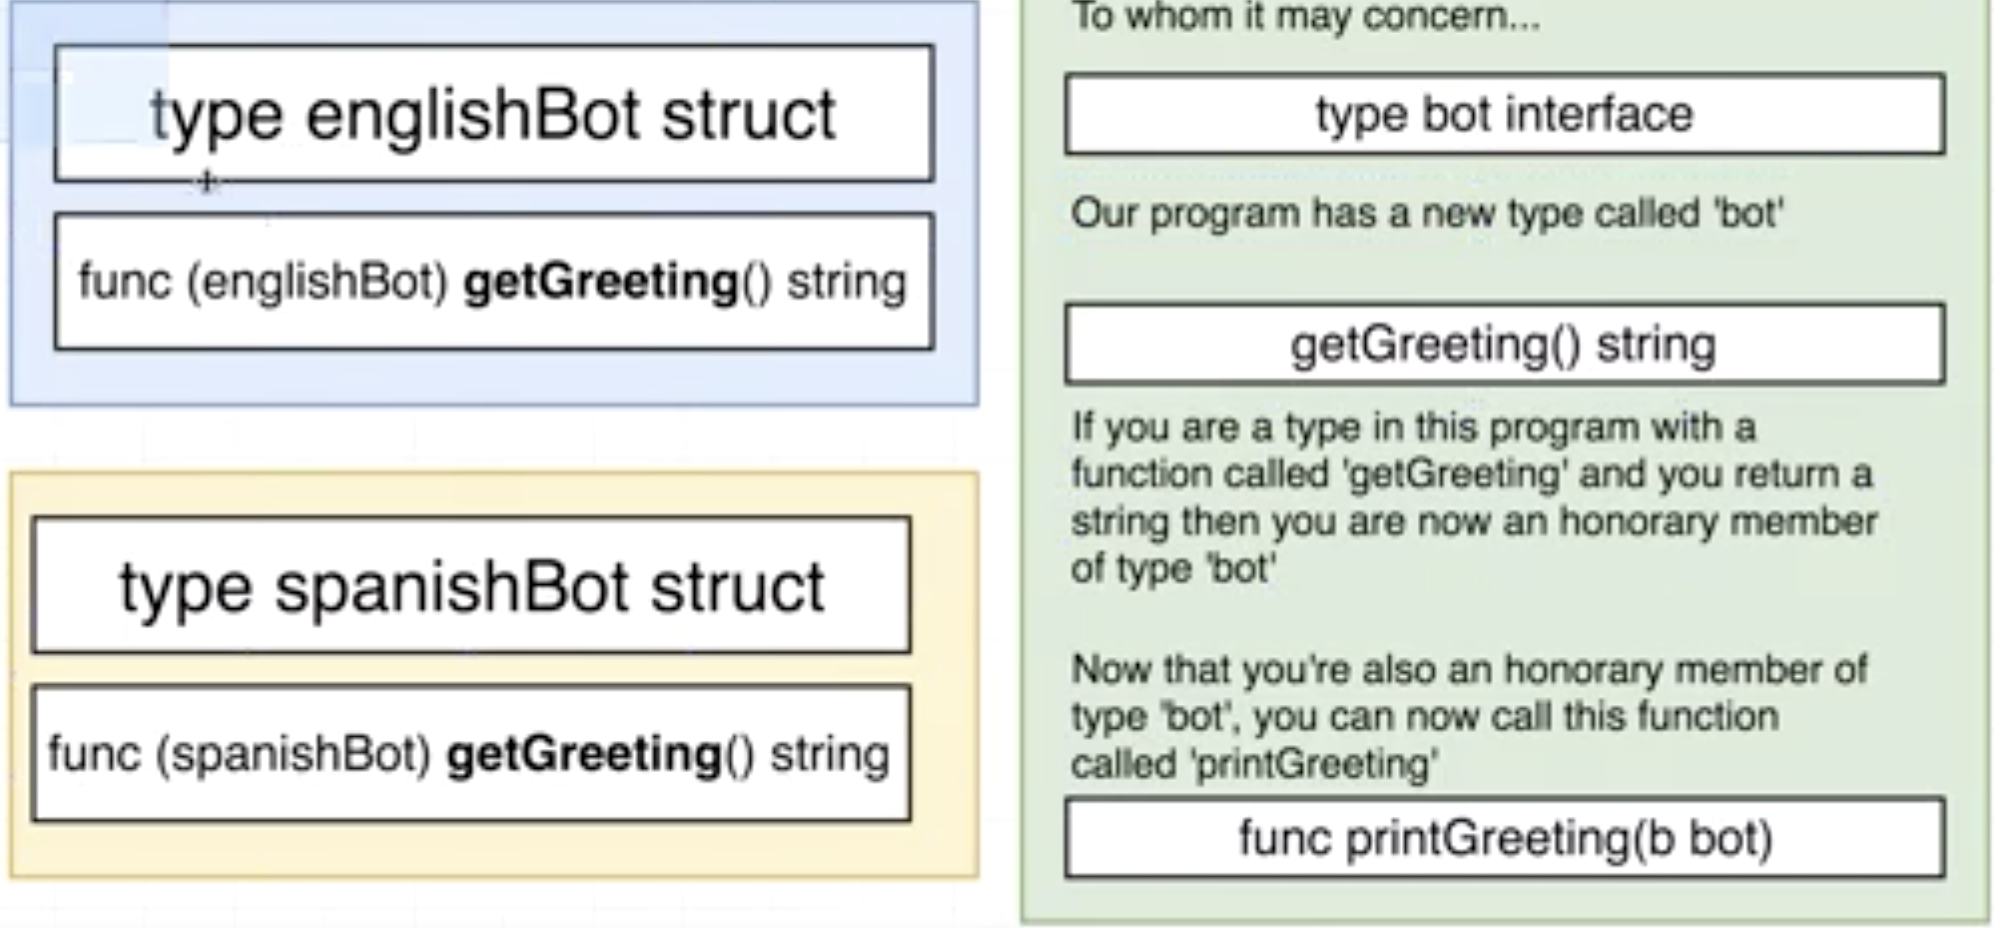 type englishBot struct
func (englishBot) getGreeting() string
type spanishBot struct
func (spanishBot) getGreeting() string
To whom it may concern...
type bot interface
Our program has a new type called 'bot'
getGreeting() string
If you are a type in this program with a
function called 'getGreeting' and you return a
string then you are now an honorary member
of type 'bot'
Now that you're also an honorary member of
type 'bot', you can now call this function
called 'printGreeting'
func printGreeting(b bot)